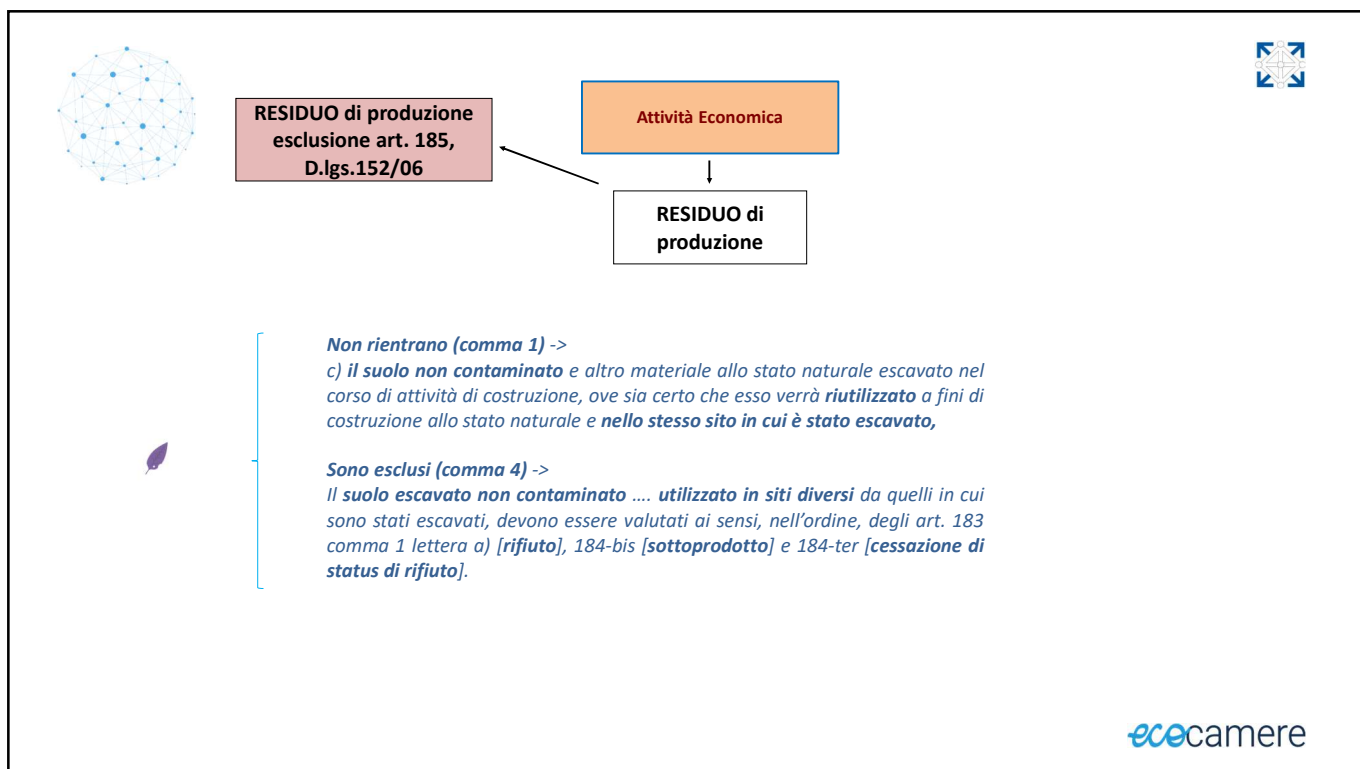 RESIDUO di produzione
esclusione art. 185,
D.lgs.152/06
Attività Economica
RESIDUO di
produzione
Non rientrano (comma 1) ->
c) il suolo non contaminato e altro materiale allo stato naturale escavato nel
corso di attività di costruzione, ove sia certo che esso verrà riutilizzato a fini di
costruzione allo stato naturale e nello stesso sito in cui è stato escavato,
Sono esclusi (comma 4) ->
Il suolo escavato non contaminato .... utilizzato in siti diversi da quelli in cui
sono stati escavati, devono essere valutati ai sensi, nell’ordine, degli art. 183
comma 1 lettera a) [rifiuto], 184-bis [sottoprodotto] e 184-ter [cessazione di
status di rifiuto].
ecocamere